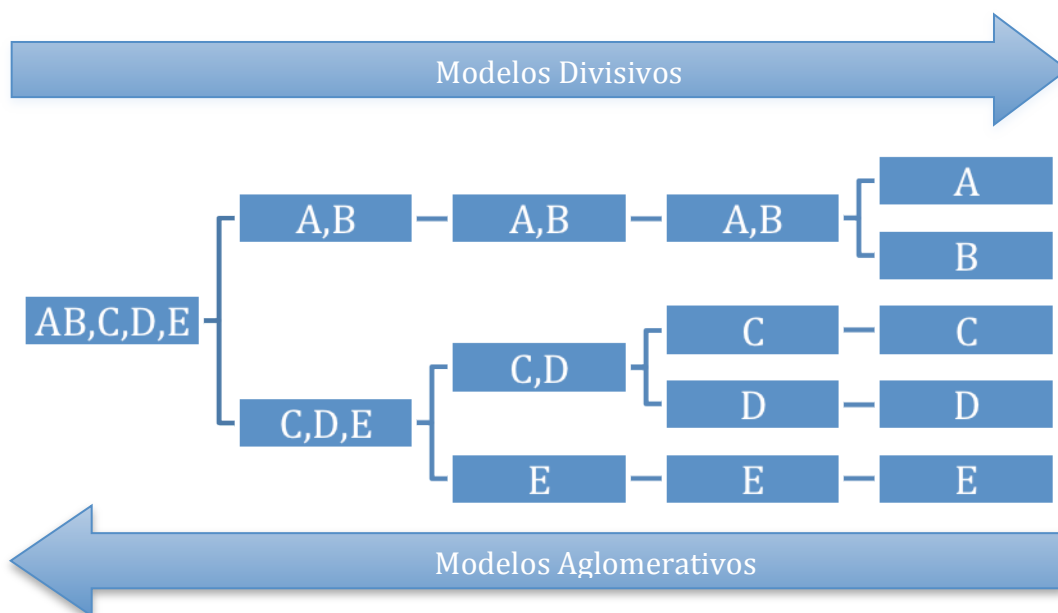 Modelos Divisivos
A
A,B
A,B
A,B
B
AB,C,D,E
C
C
C,D
D
D
C,D,E
E
E
E
Modelos Aglomerativos